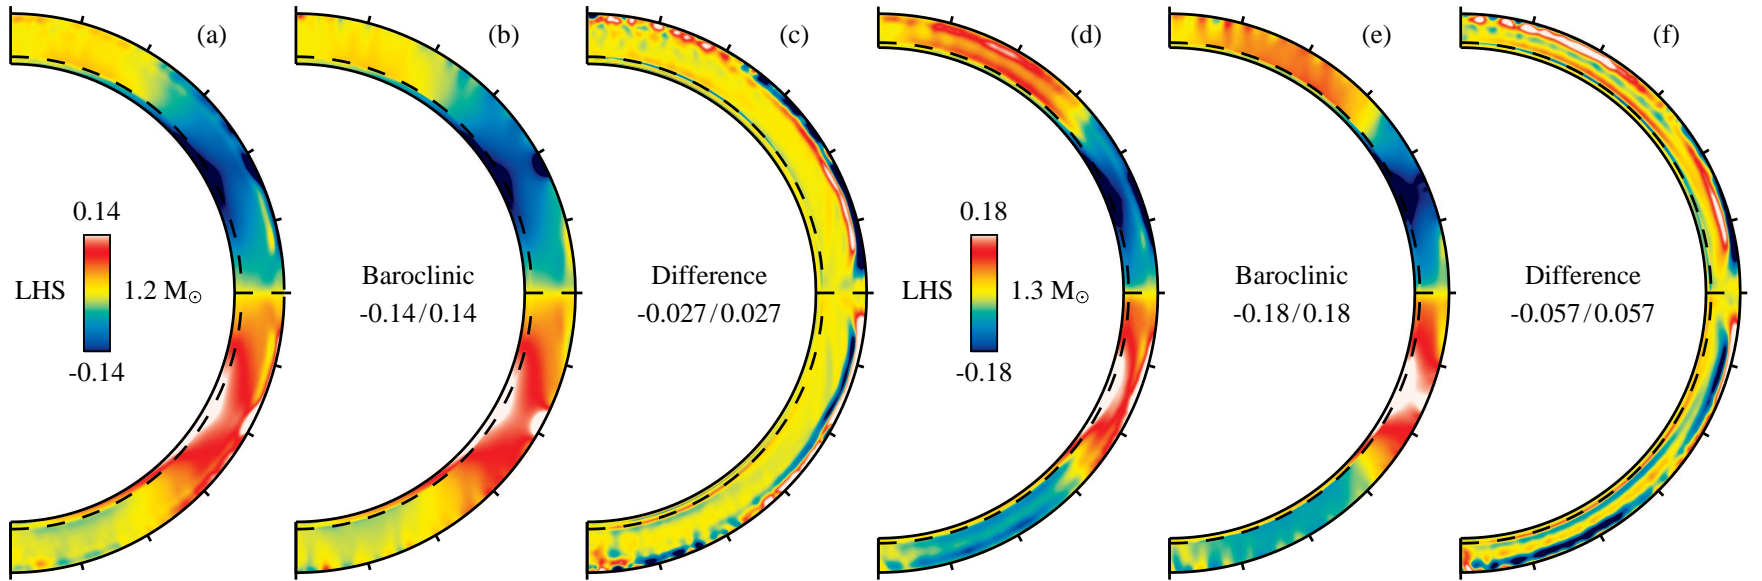 (a)
(b)
(c)
(d)
(e)
(f)
0.14
LHS
1.2 M☉
-0.14
Baroclinic
-0.14/0.14
Difference
-0.027/0.027
0.18
LHS
1.3 M☉
-0.18
Baroclinic
-0.18/0.18
Difference
-0.057/0.057